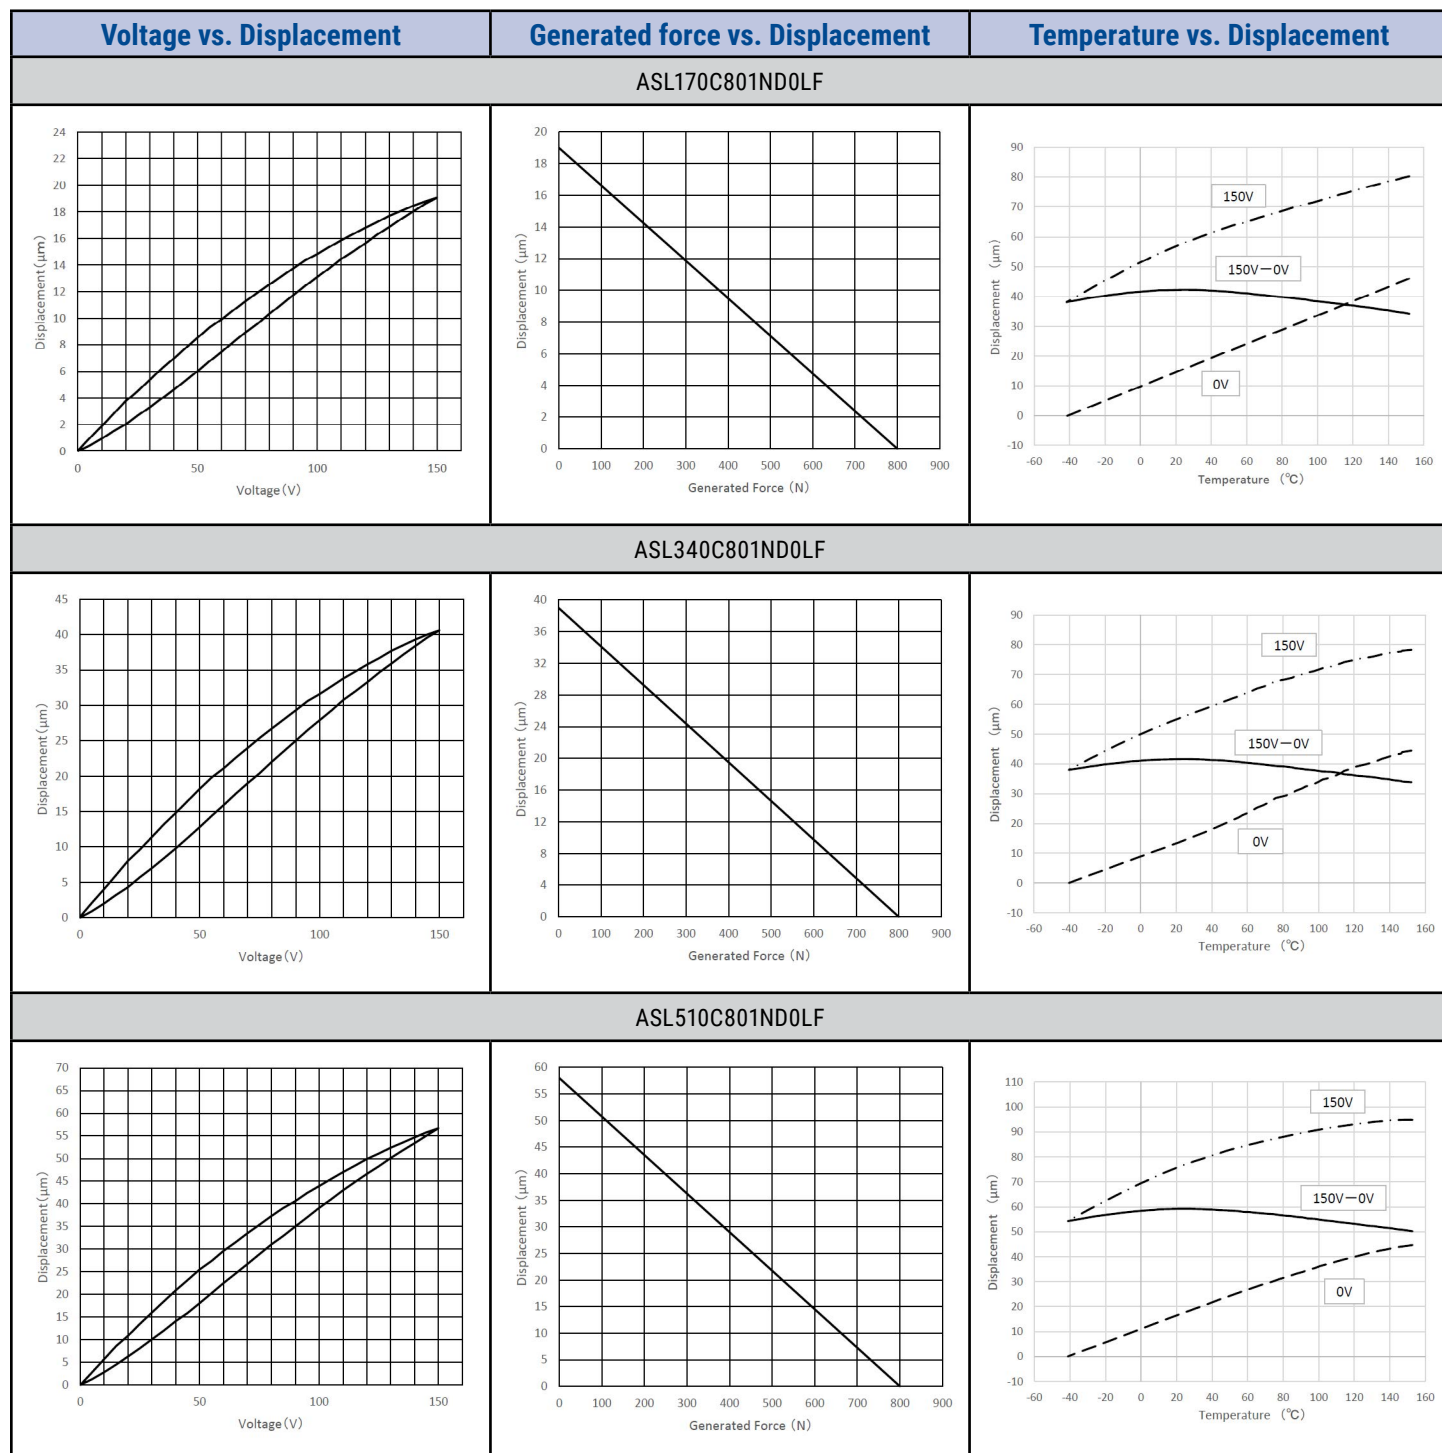 Voltage vs. Displacement
Generated force vs. Displacement
Temperature vs. Displacement
ASL170C801ND0LF
24
22
20
18
16
14
12
10
8
6
4
2
0
Displacement(μm)
0 50 100 150
Voltage(V)
20
18
16
14
12
10
8
6
4
2
0
Displacement (μm)
0 100 200 300 400 500 600 700 800 900
Generated Force (N)
90
80
70
60
50
40
30
20
10
0
-10
Displacement (μm)
150V
150V－0V
0V
-60 -40 -20 0 20 40 60 80 100 120 140 160
Temperature (℃)
ASL340C801ND0LF
45
40
35
30
25
20
15
10
5
0
Displacement(μm)
0 50 100 150
Voltage(V)
40
36
32
28
24
20
16
12
8
4
0
Displacement (μm)
0 100 200 300 400 500 600 700 800 900
Generated Force (N)
90
80
70
60
50
40
30
20
10
0
-10
Displacement (μm)
150V
150V－0V
0V
-60 -40 -20 0 20 40 60 80 100 120 140 160
Temperature (℃)
ASL510C801ND0LF
70
65
60
55
50
45
40
35
30
25
20
15
10
5
0
Displacement(μm)
0 50 100 150
Voltage(V)
60
55
50
45
40
35
30
25
20
15
10
5
0
Displacement (μm)
0 100 200 300 400 500 600 700 800 900
Generated Force (N)
110
100
90
80
70
60
50
40
30
20
10
0
-10
Displacement (μm)
150V
150V－0V
0V
-60 -40 -20 0 20 40 60 80 100 120 140 160
Temperature (℃)